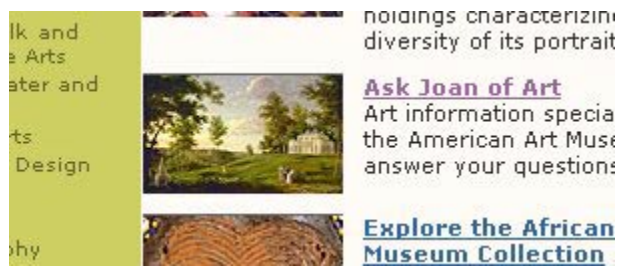 lk and
e Arts
ater and
rts
Design
phy
holdings characterizin
diversity of its portrait
Ask Joan of Art
Art information specia
the American Art Muse
answer your questions
Explore the African
Museum Collection